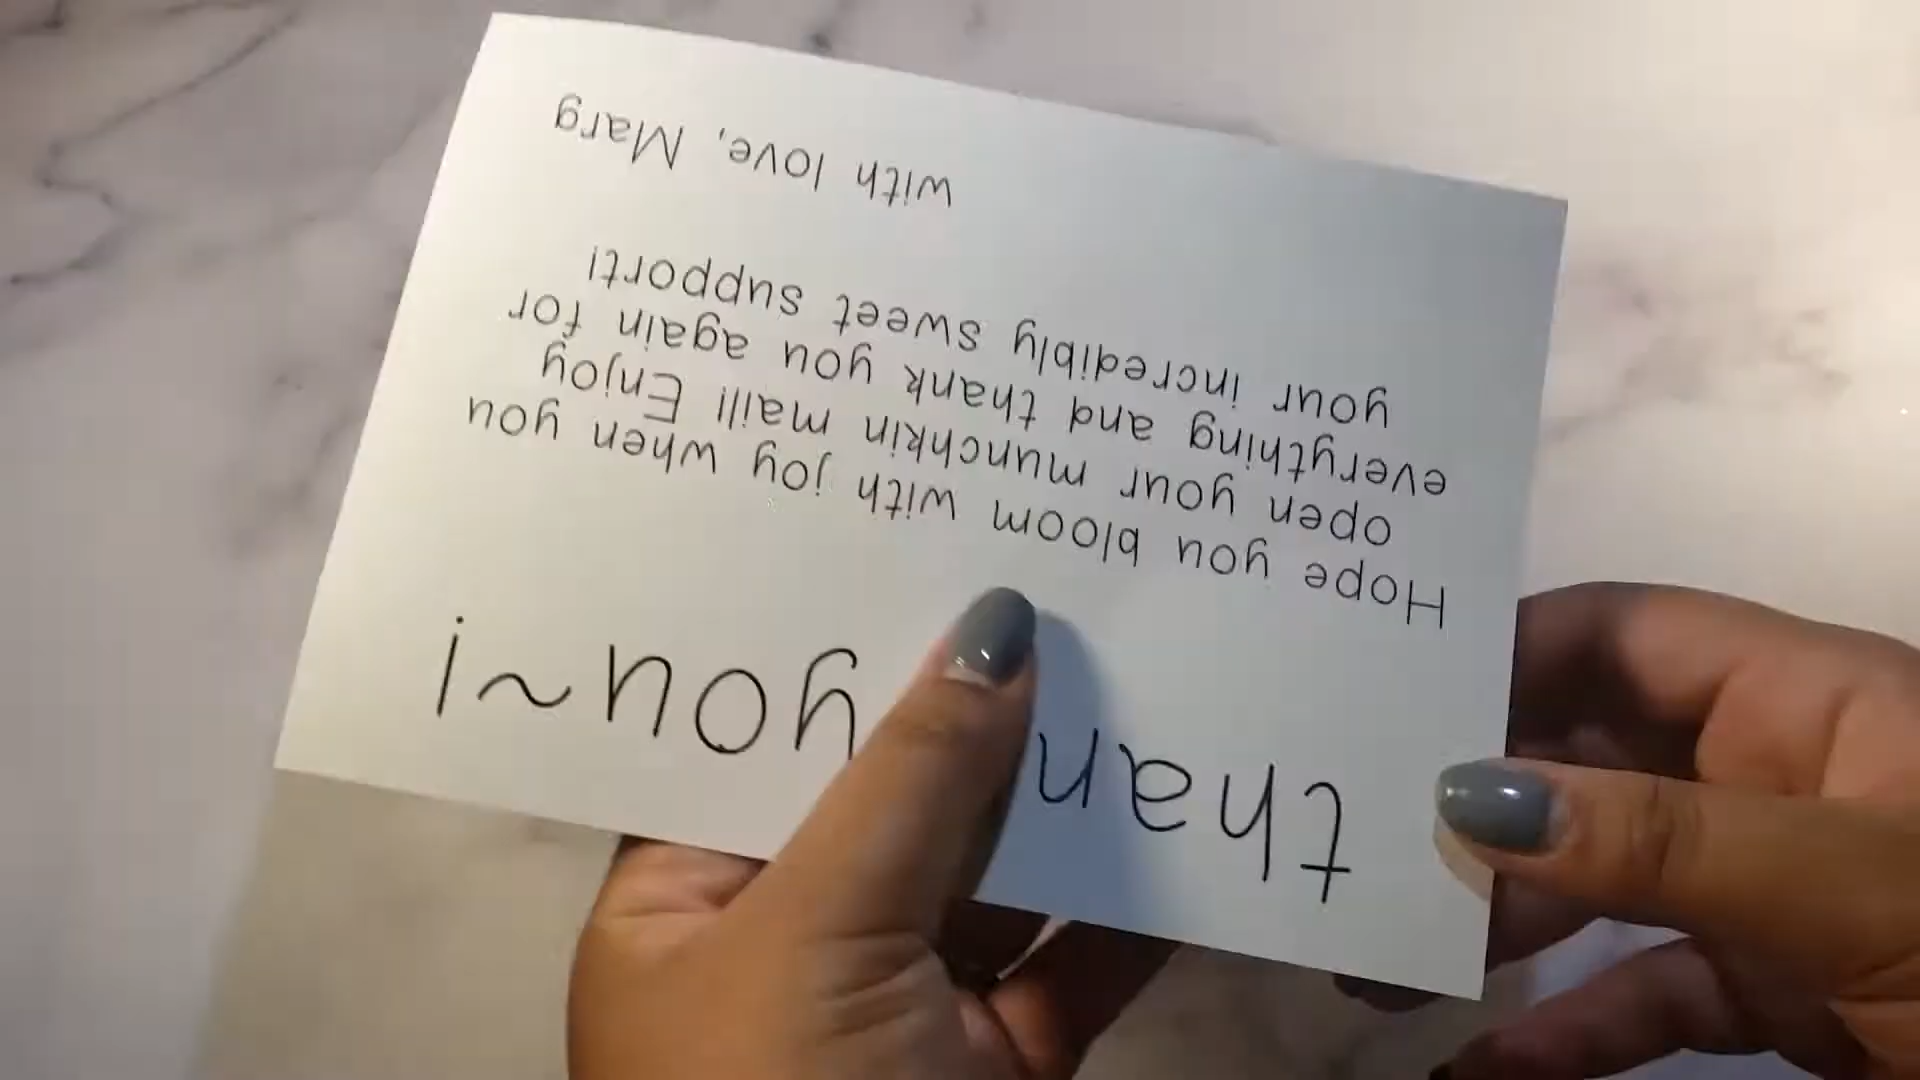 than you~!
Hope you bloom with joy when you
open your munchkin mail! Enjoy
everything and thank you again for
your incredibly sweet support!
with love, Marg